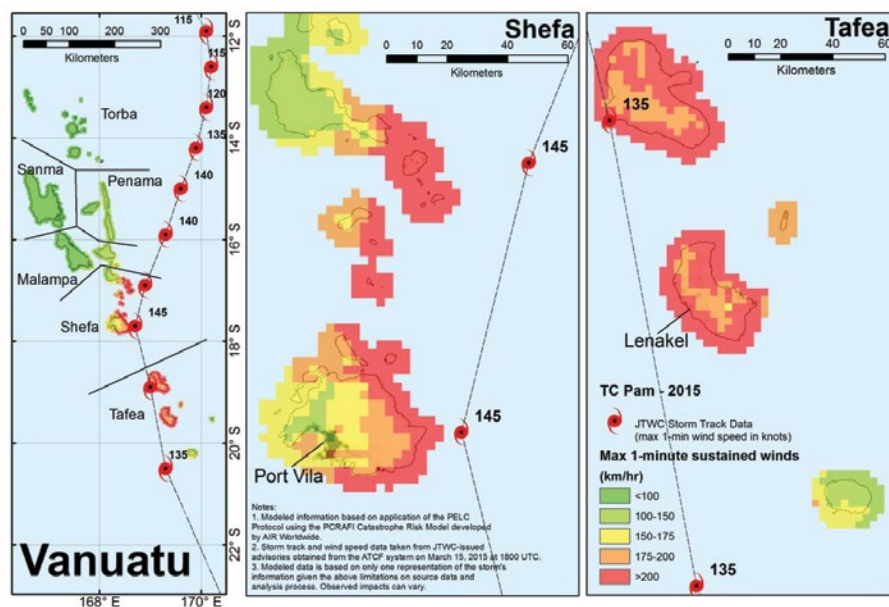 115
0 50 100 200 300
Kilometers
115
120
Torba
135
Sanma
Penama
140
140
Malampa
145
Shefa
Tafea
135
Vanuatu
168° E
170° E
12° S
14° S
16° S
18° S
20° S
22° S
Shefa
0 10 20 40 60
Kilometers
145
145
Port Vila
Notes:
1. Modeled information based on application of the PELC
Protocol using the PCRAFI Catastrophe Risk Model developed
by AIR Worldwide.
2. Storm track and wind speed data taken from JTWC-issued
advisories obtained from the ATCF system on March 15, 2015 at 1800 UTC.
3. Modeled data is based on only one representation of the storm's
information given the above limitations on source data and
analysis process. Observed impacts can vary.
Tafea
0 10 20 40 60
Kilometers
135
Lenakel
TC Pam - 2015
JTWC Storm Track Data
(max 1-min wind speed in knots)
Max 1-minute sustained winds
(km/hr)
<100
100-150
150-175
175-200
>200
135